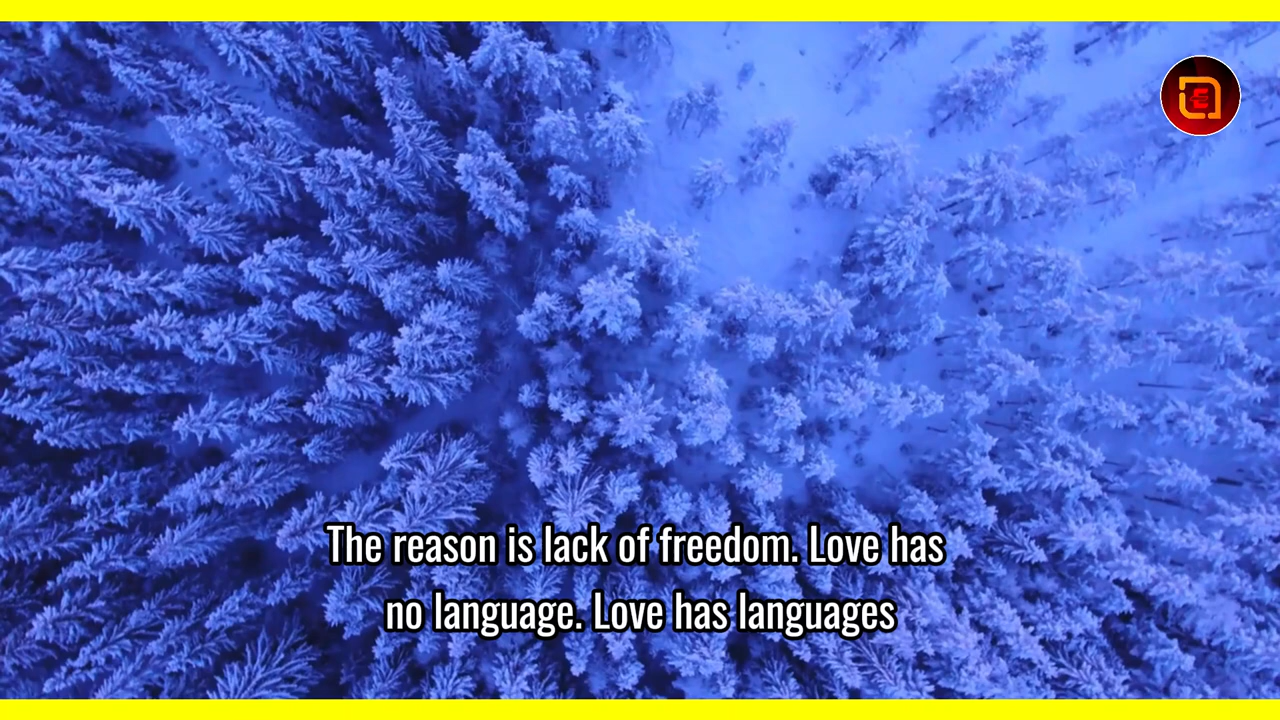 The reason is lack of freedom. Love has
no language. Love has languages